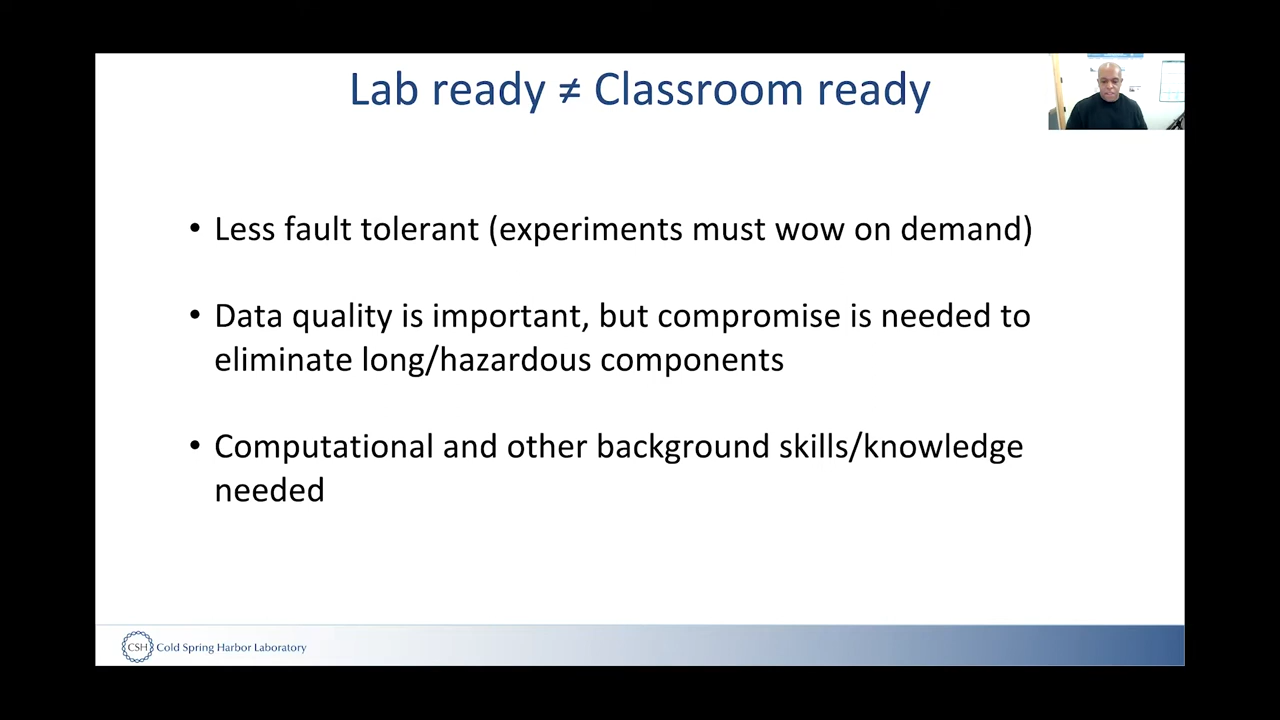 Lab ready ≠ Classroom ready
• Less fault tolerant (experiments must wow on demand)
• Data quality is important, but compromise is needed to
eliminate long/hazardous components
• Computational and other background skills/knowledge
needed
CSH Cold Spring Harbor Laboratory